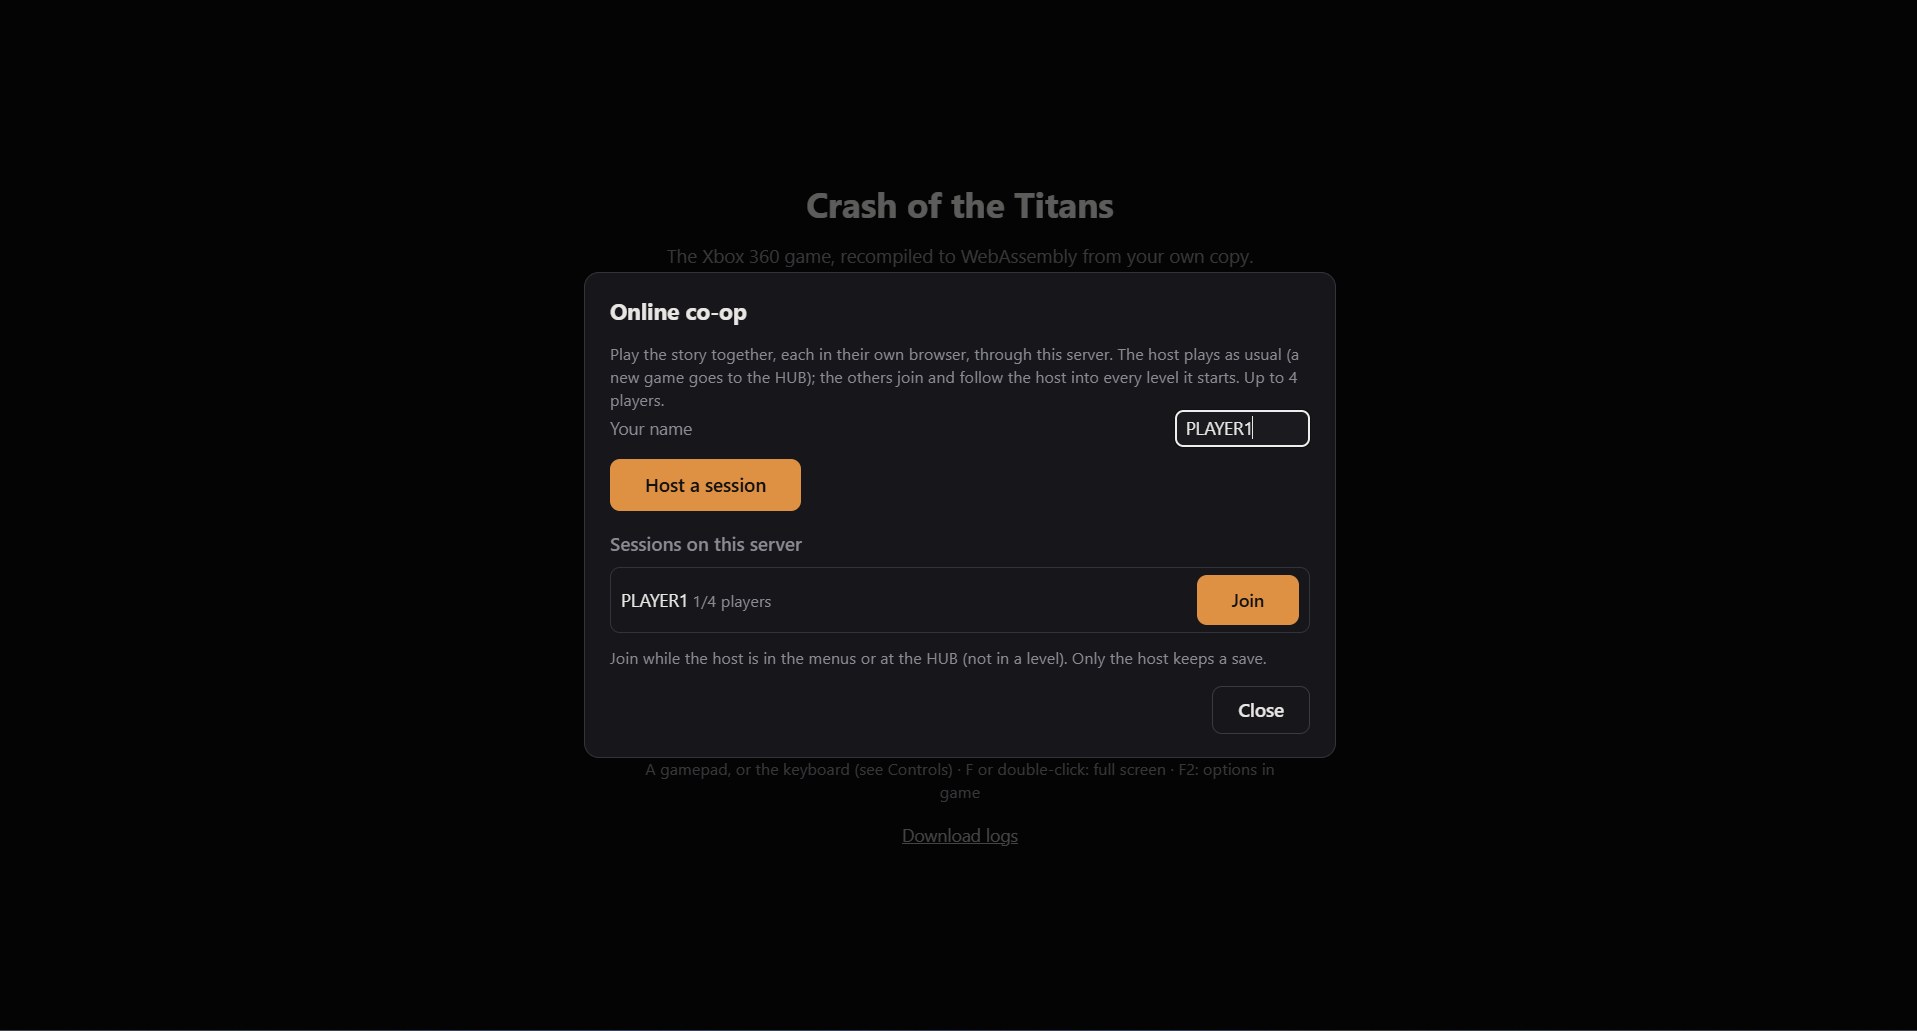 Crash of the Titans
The Xbox 360 game, recompiled to WebAssembly from your own copy.
Online co-op
Play the story together, each in their own browser, through this server. The host plays as usual (a
new game goes to the HUB); the others join and follow the host into every level it starts. Up to 4
players.
Your name
PLAYER1
Host a session
Sessions on this server
PLAYER1 1/4 players
Join
Join while the host is in the menus or at the HUB (not in a level). Only the host keeps a save.
Close
A gamepad, or the keyboard (see Controls) · F or double-click: full screen · F2: options in
game
Download logs